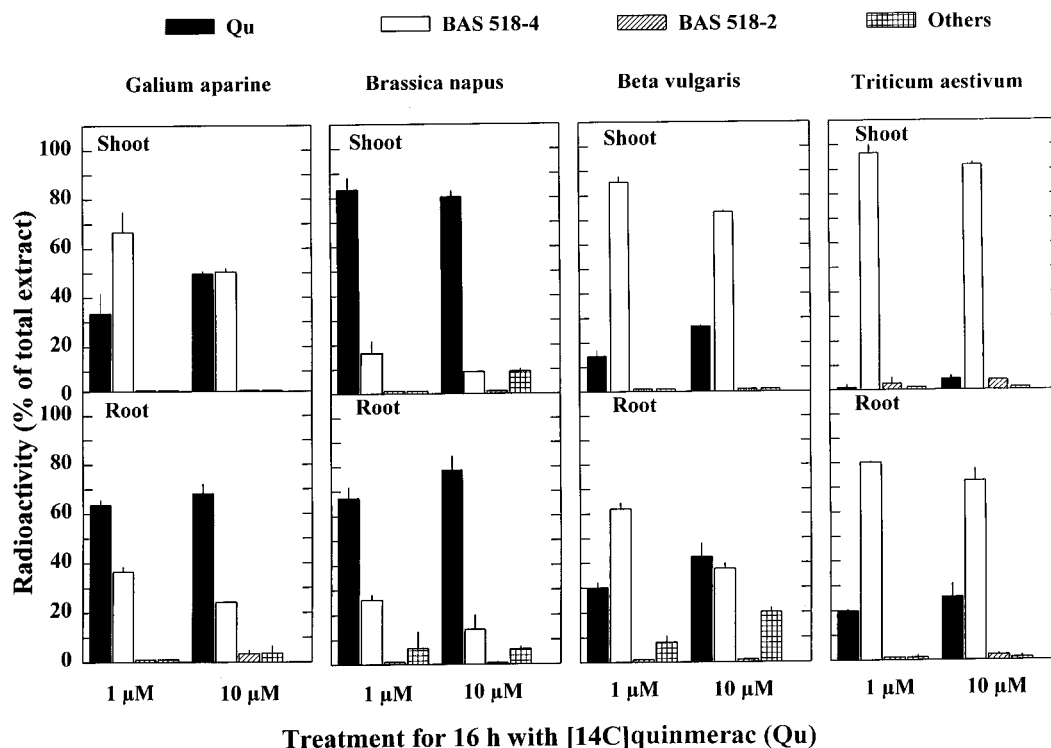 Qu BAS 518-4 BAS 518-2 Others
Galium aparine Brassica napus Beta vulgaris Triticum aestivum
Radioactivity (% of total extract)
Shoot Shoot Shoot Shoot
100
80
60
40
20
0
Root Root Root Root
100
80
60
40
20
0
1 µM 10 µM 1 µM 10 µM 1 µM 10 µM 1 µM 10 µM
Treatment for 16 h with [14C]quinmerac (Qu)